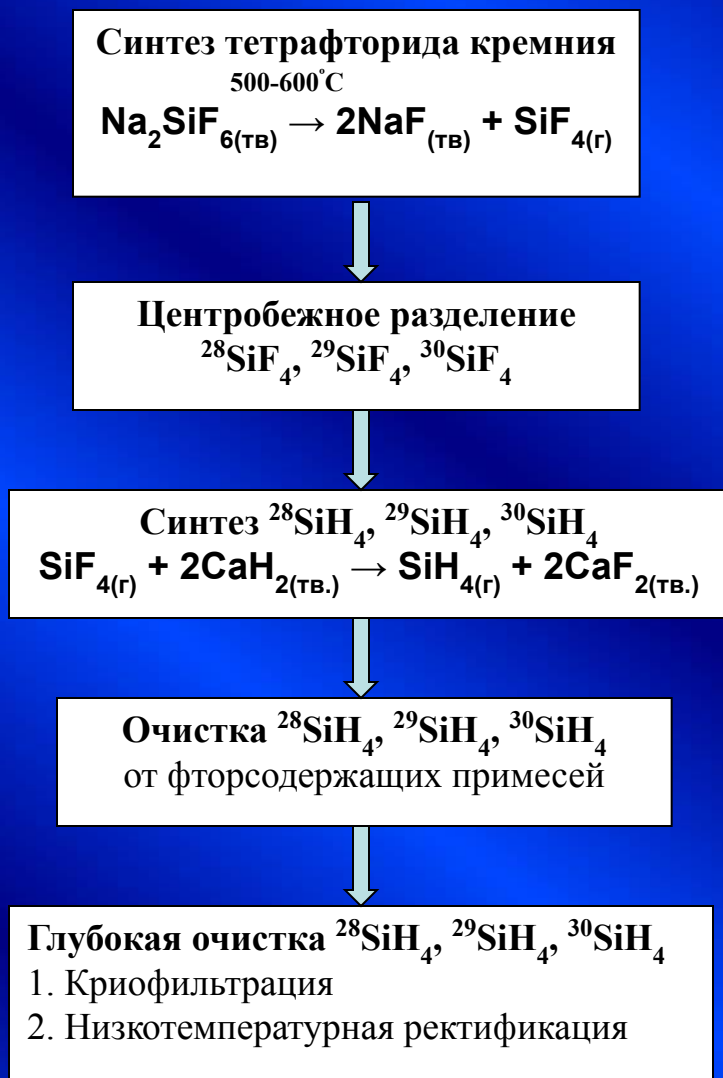 Синтез тетрафторида кремния
500-600°С
Na₂SiF₆(тв) → 2NaF(тв) + SiF₄(г)
Центробежное разделение
²⁸SiF₄, ²⁹SiF₄, ³⁰SiF₄
Синтез ²⁸SiH₄, ²⁹SiH₄, ³⁰SiH₄
SiF₄(г) + 2CaH₂(тв.) → SiH₄(г) + 2CaF₂(тв.)
Очистка ²⁸SiH₄, ²⁹SiH₄, ³⁰SiH₄
от фторсодержащих примесей
Глубокая очистка ²⁸SiH₄, ²⁹SiH₄, ³⁰SiH₄
1. Криофильтрация
2. Низкотемпературная ректификация